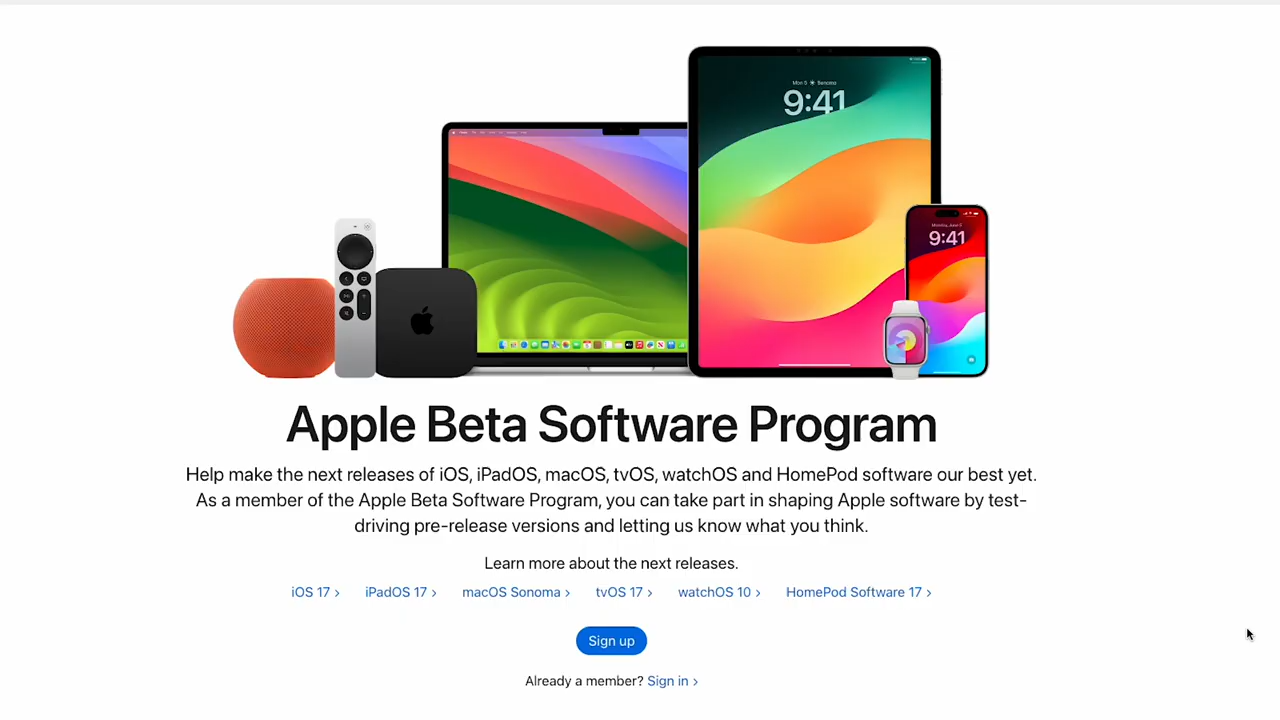 Mon 5 Sonoma
9:41
9:41
Apple Beta Software Program
Help make the next releases of iOS, iPadOS, macOS, tvOS, watchOS and HomePod software our best yet.
As a member of the Apple Beta Software Program, you can take part in shaping Apple software by test-
driving pre-release versions and letting us know what you think.
Learn more about the next releases.
iOS 17 > iPadOS 17 > macOS Sonoma > tvOS 17 > watchOS 10 > HomePod Software 17 >
Sign up
Already a member? Sign in >